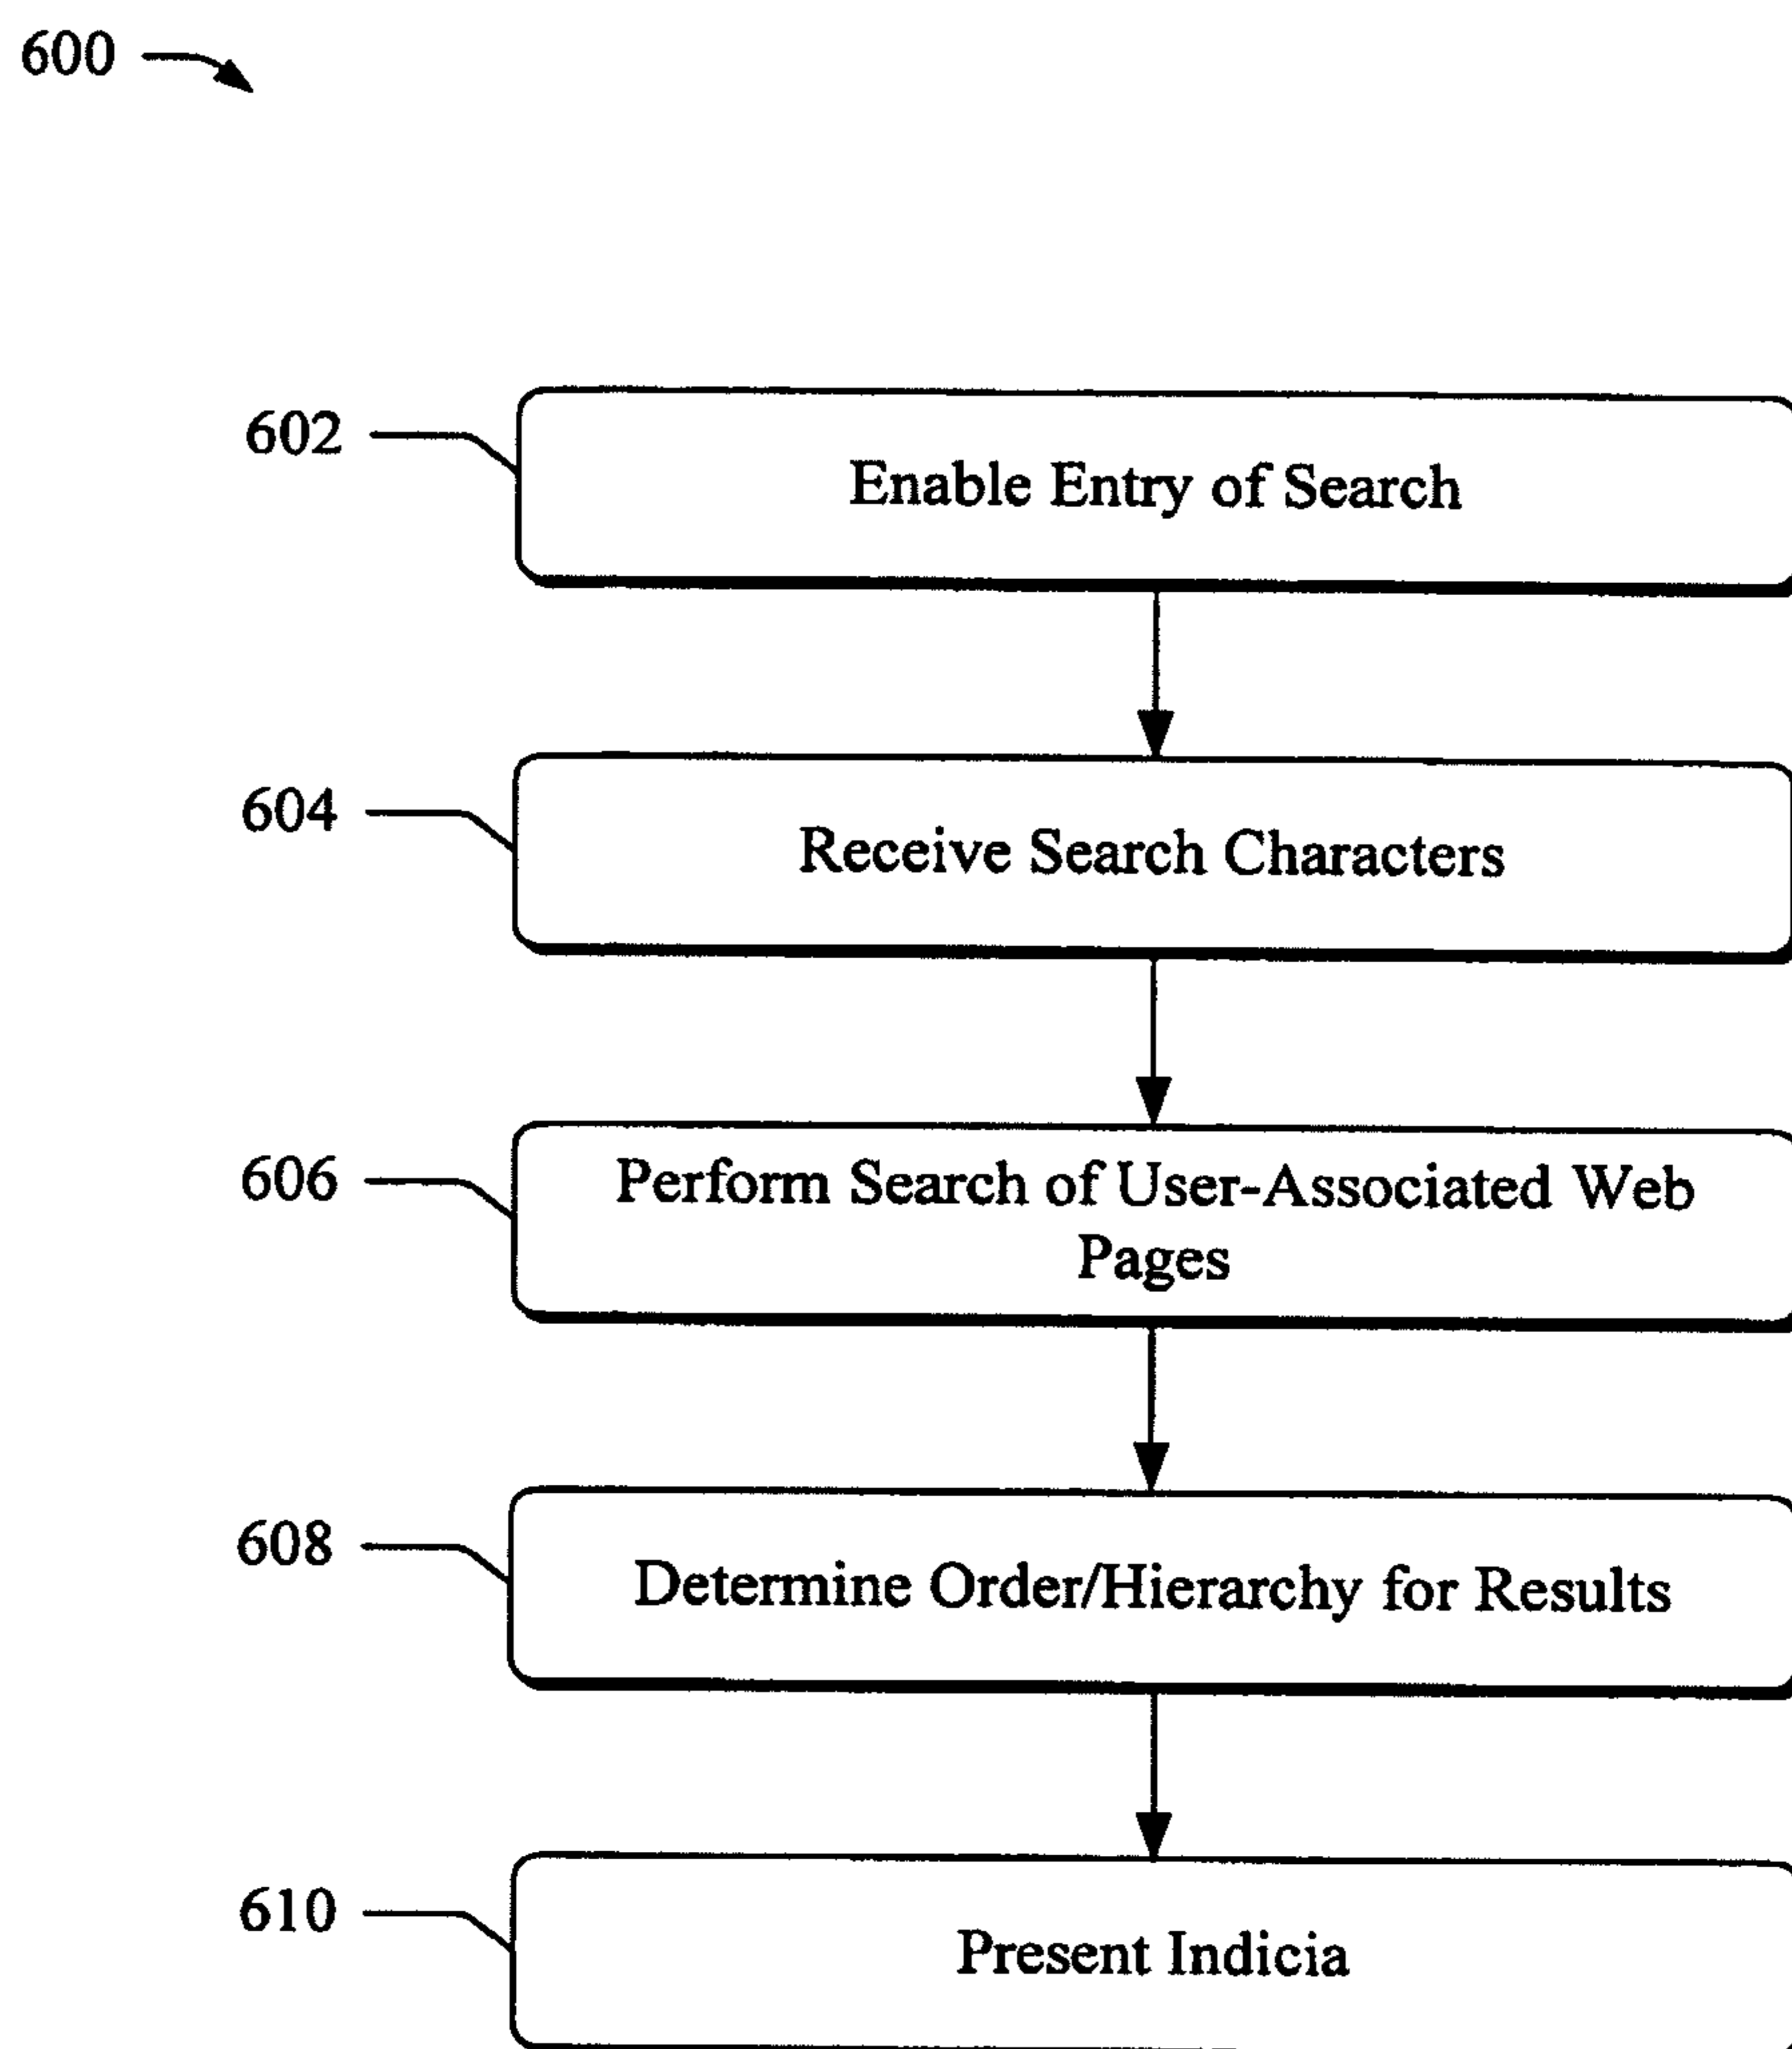 600
602
Enable Entry of Search
604
Receive Search Characters
606
Perform Search of User-Associated Web
Pages
608
Determine Order/Hierarchy for Results
610
Present Indicia